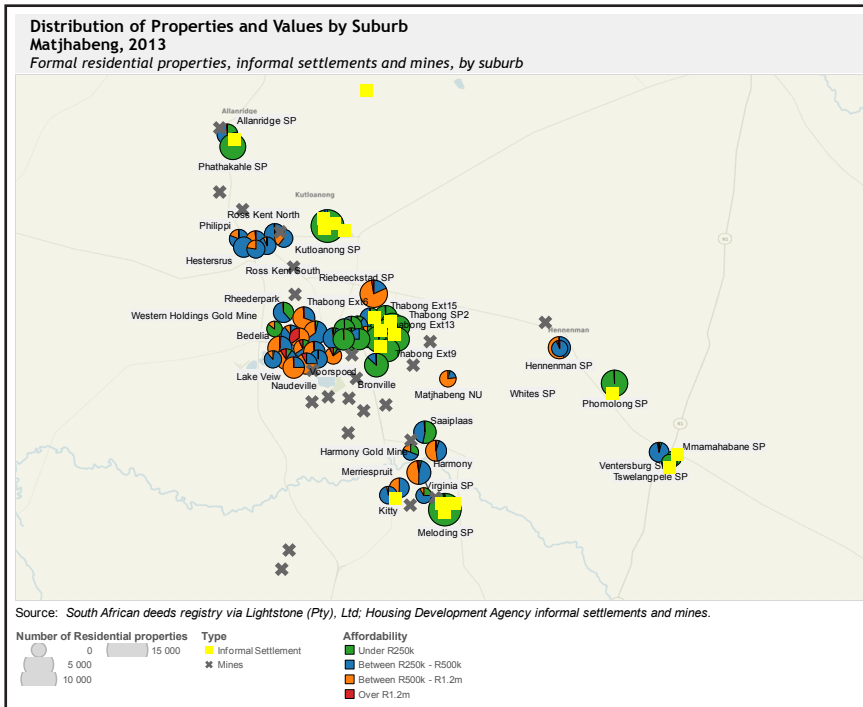 Distribution of Properties and Values by Suburb
Matjhabeng, 2013
Formal residential properties, informal settlements and mines, by suburb
Allanridge
Allanridge SP
Phathakahle SP
Kutloanong
Ross Kent North
Philippi
Kutloanong SP
Hestersrus
Ross Kent South
Riebeeckstad SP
Rheederpark
Thabong Ext6
Thabong Ext15
Western Holdings Gold Mine
Thabong SP2
Thabong Ext13
Bedelia
Hennenman
Thabong Ext9
Hennenman SP
Lake Veiw
Voorspoed
Naudeville
Bronville
Matjhabeng NU
Whites SP
Phomolong SP
Saaiplaas
Mmamahabane SP
Harmony Gold Mine
Harmony
Ventersburg SP
Merriespruit
Tswelangpele SP
Virginia SP
Kitty
Meloding SP
Source: South African deeds registry via Lightstone (Pty), Ltd; Housing Development Agency informal settlements and mines.
Number of Residential properties
0
15 000
5 000
10 000
Type
Informal Settlement
Mines
Affordability
Under R250k
Between R250k - R500k
Between R500k - R1.2m
Over R1.2m